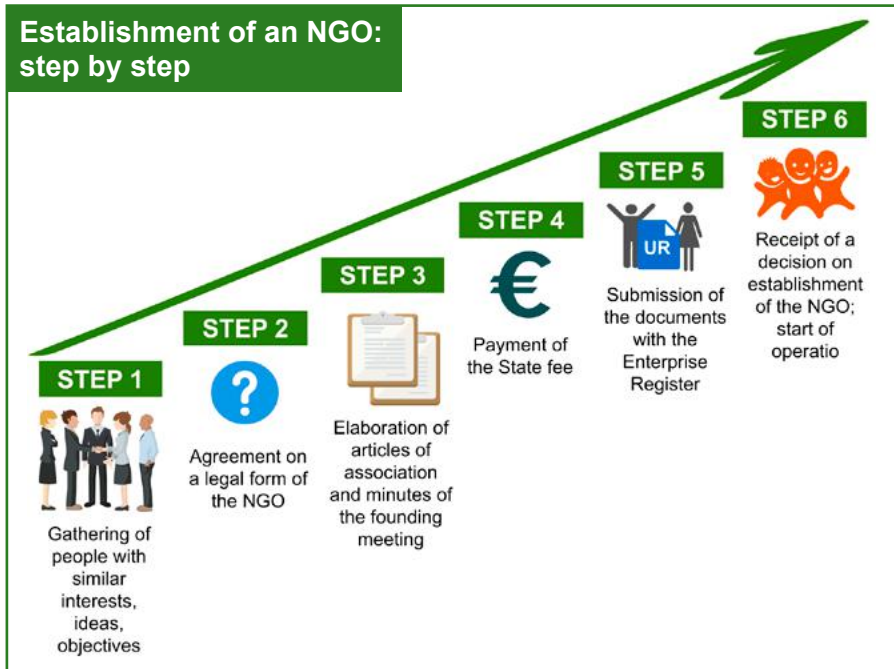 Establishment of an NGO:
step by step
STEP 1
Gathering of
people with
similar
interests,
ideas,
objectives
STEP 2
Agreement on
a legal form of
the NGO
STEP 3
Elaboration of
articles of
association
and minutes of
the founding
meeting
STEP 4
Payment of
the State fee
STEP 5
UR
Submission of
the documents
with the
Enterprise
Register
STEP 6
Receipt of a
decision on
establishment
of the NGO;
start of
operatio